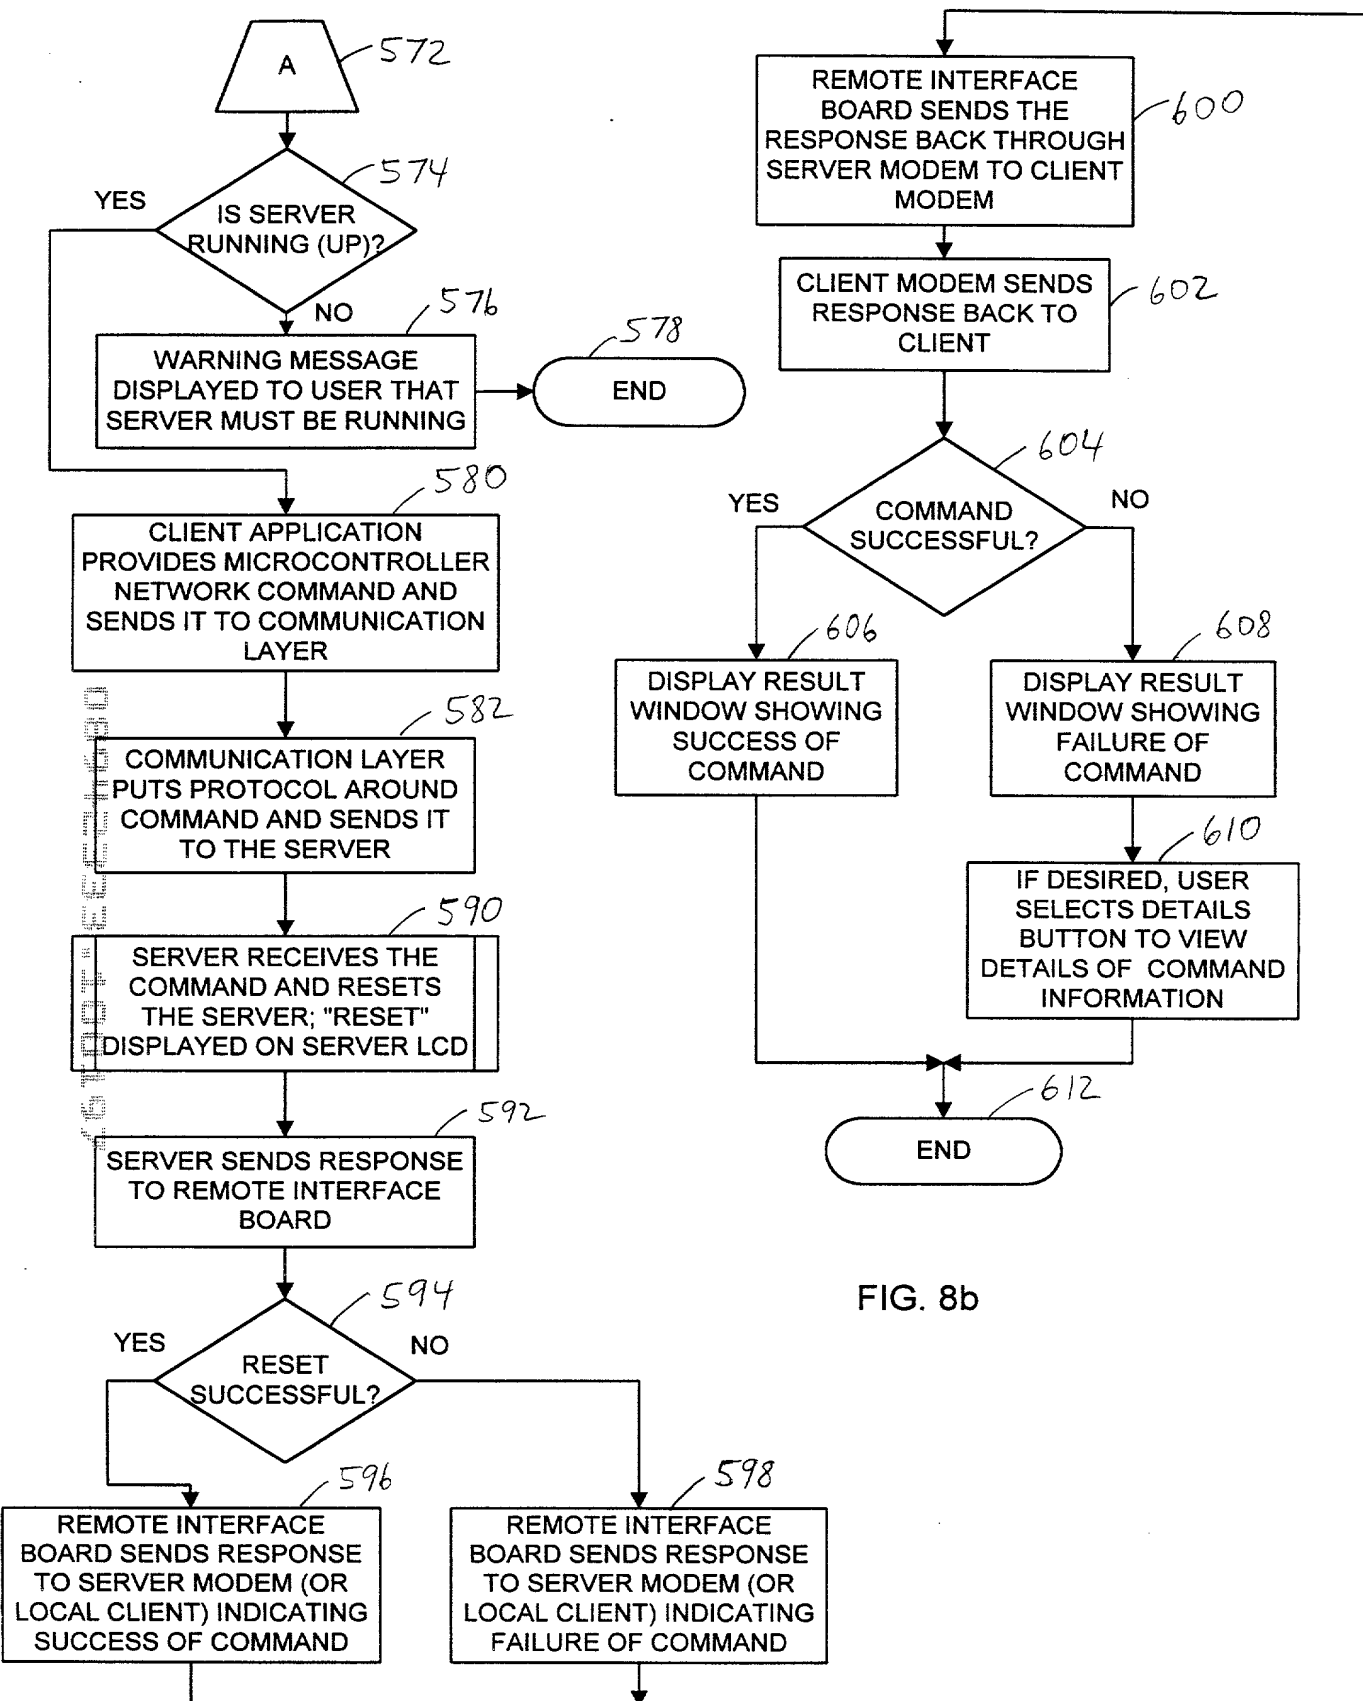 A
572
574
YES
IS SERVER
RUNNING (UP)?
NO
576
WARNING MESSAGE
DISPLAYED TO USER THAT
SERVER MUST BE RUNNING
578
END
580
CLIENT APPLICATION
PROVIDES MICROCONTROLLER
NETWORK COMMAND AND
SENDS IT TO COMMUNICATION
LAYER
582
COMMUNICATION LAYER
PUTS PROTOCOL AROUND
COMMAND AND SENDS IT
TO THE SERVER
590
SERVER RECEIVES THE
COMMAND AND RESETS
THE SERVER; "RESET"
DISPLAYED ON SERVER LCD
592
SERVER SENDS RESPONSE
TO REMOTE INTERFACE
BOARD
594
YES
NO
RESET
SUCCESSFUL?
596
REMOTE INTERFACE
BOARD SENDS RESPONSE
TO SERVER MODEM (OR
LOCAL CLIENT) INDICATING
SUCCESS OF COMMAND
598
REMOTE INTERFACE
BOARD SENDS RESPONSE
TO SERVER MODEM (OR
LOCAL CLIENT) INDICATING
FAILURE OF COMMAND
REMOTE INTERFACE
BOARD SENDS THE
RESPONSE BACK THROUGH
SERVER MODEM TO CLIENT
MODEM
600
CLIENT MODEM SENDS
RESPONSE BACK TO
CLIENT
602
604
YES
NO
COMMAND
SUCCESSFUL?
606
DISPLAY RESULT
WINDOW SHOWING
SUCCESS OF
COMMAND
608
DISPLAY RESULT
WINDOW SHOWING
FAILURE OF
COMMAND
610
IF DESIRED, USER
SELECTS DETAILS
BUTTON TO VIEW
DETAILS OF COMMAND
INFORMATION
612
END
FIG. 8b